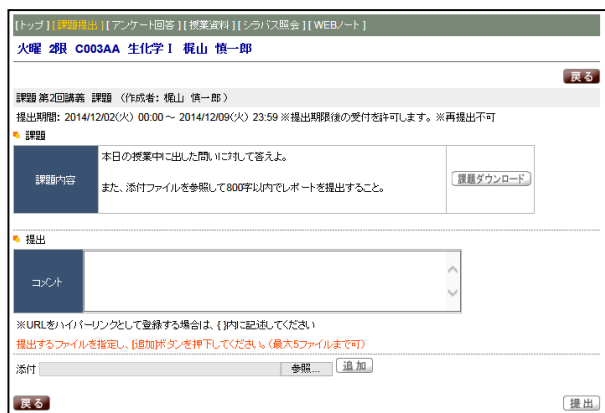 [トップ] [課題提出] [アンケート回答] [授業資料] [シラバス照会] [WEBノート]
火曜 2限 C003AA 生化学Ⅰ 梶山 慎一郎
戻る
課題 第2回講義 課題 (作成者: 梶山 慎一郎)
提出期間: 2014/12/02(火) 00:00 ～ 2014/12/09(火) 23:59 ※提出期限後の受付を許可します。 ※再提出不可
課題
課題内容
本日の授業中に出した問いに対して答えよ。
また、添付ファイルを参照して800字以内でレポートを提出すること。
課題ダウンロード
提出
コメント
※URLをハイパーリンクとして登録する場合は、{ }内に記述してください
提出するファイルを指定し、[追加]ボタンを押下してください。(最大5ファイルまで可)
添付
参照...
追加
戻る
提出